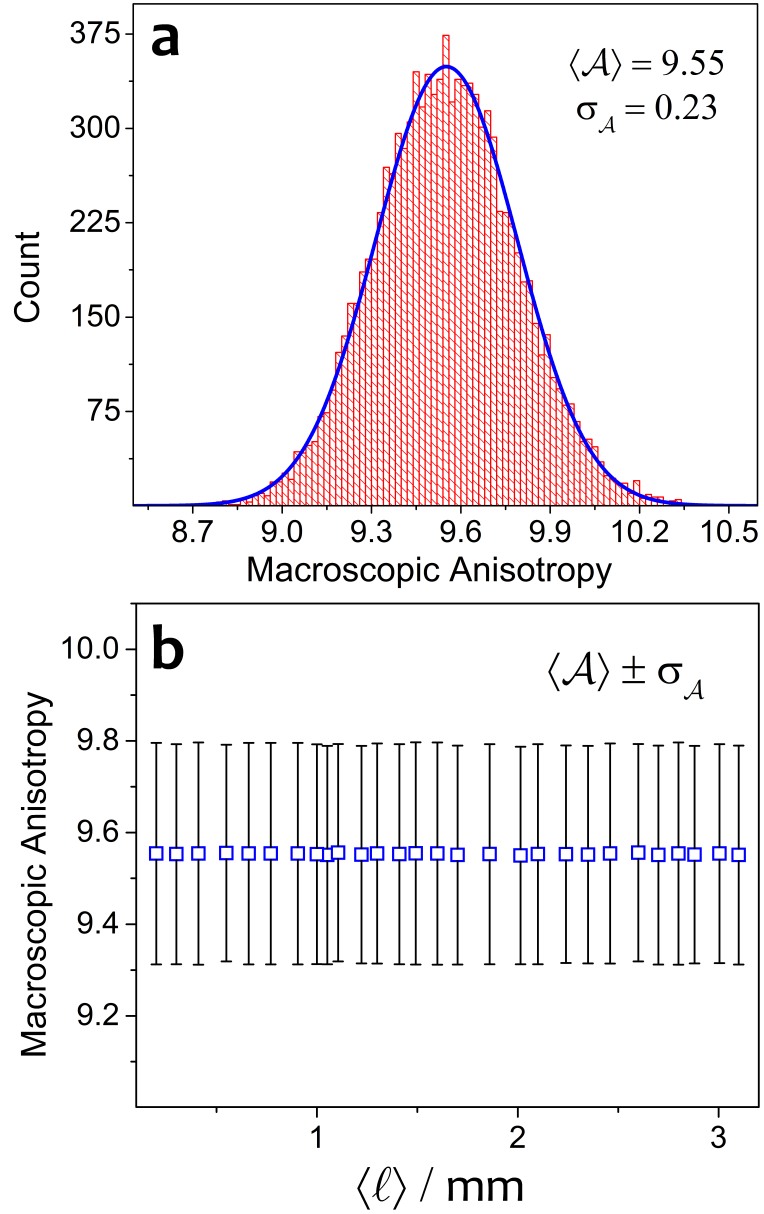 a
⟨𝒜⟩ = 9.55
σ𝒜 = 0.23
Count
375
300
225
150
75
8.7 9.0 9.3 9.6 9.9 10.2 10.5
Macroscopic Anisotropy
b
⟨𝒜⟩ ± σ𝒜
Macroscopic Anisotropy
10.0
9.8
9.6
9.4
9.2
1 2 3
⟨ℓ⟩ / mm